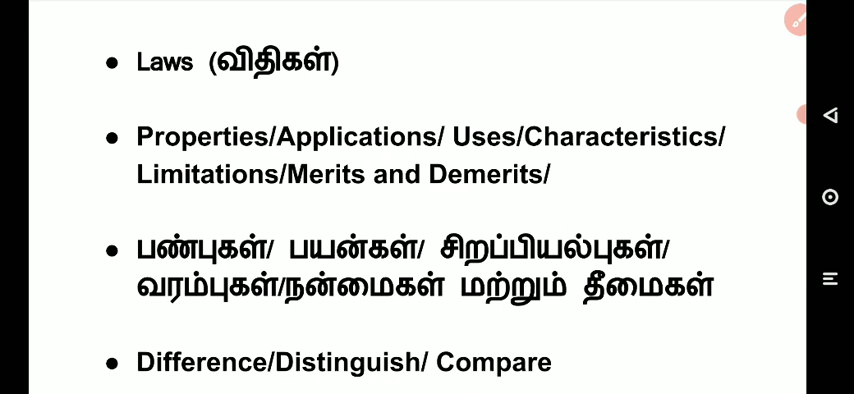 ● Laws (விதிகள்)
● Properties/Applications/ Uses/Characteristics/
Limitations/Merits and Demerits/
● பண்புகள்/ பயன்கள்/ சிறப்பியல்புகள்/
வரம்புகள்/நன்மைகள் மற்றும் தீமைகள்
● Difference/Distinguish/ Compare